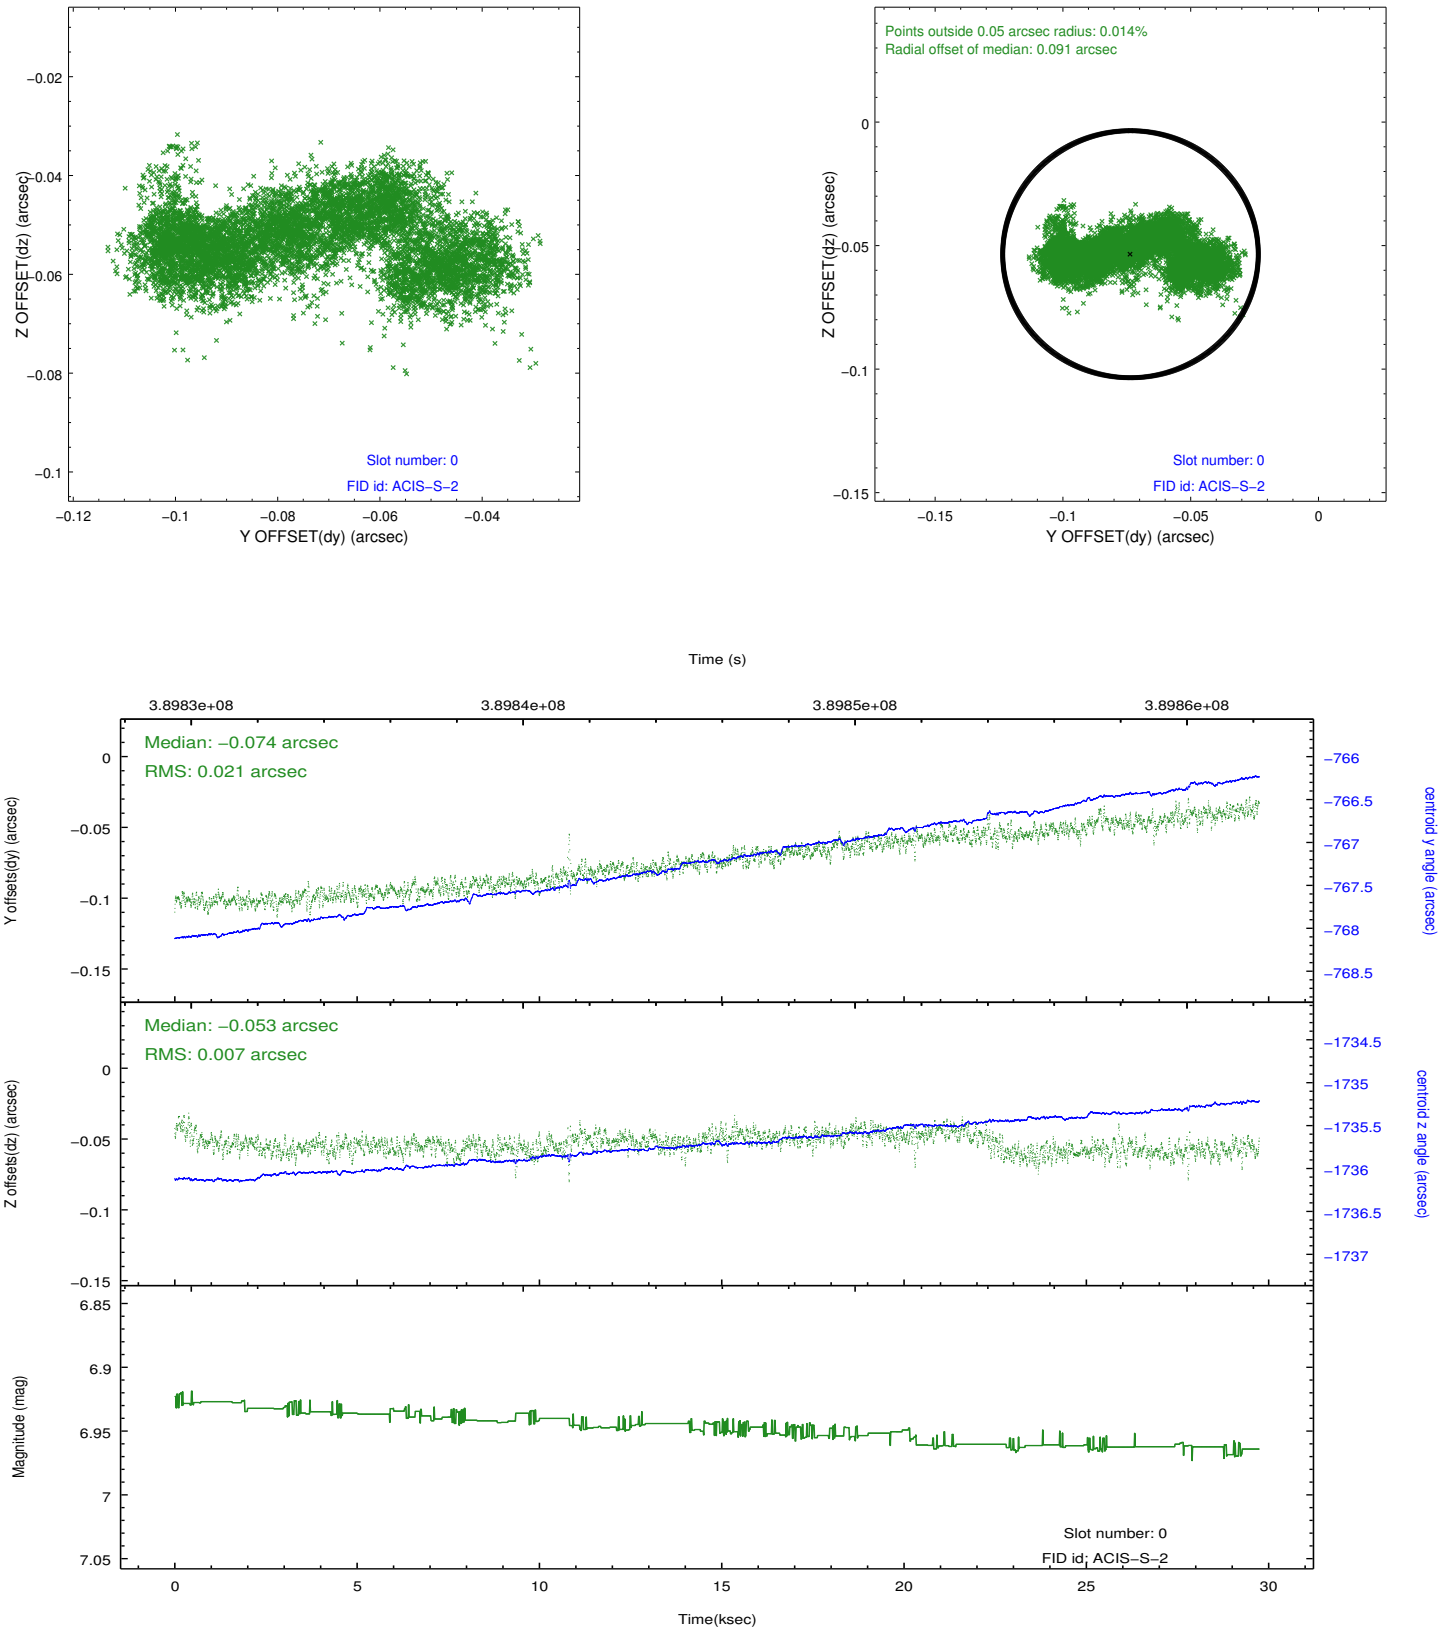 −0.02
−0.04
−0.06
−0.08
−0.1
−0.12
−0.1
−0.08
−0.06
−0.04
Z OFFSET(dz) (arcsec)
Y OFFSET(dy) (arcsec)
Slot number: 0
FID id: ACIS−S−2
Points outside 0.05 arcsec radius: 0.014%
Radial offset of median: 0.091 arcsec
0
−0.05
−0.1
−0.15
−0.15
−0.1
−0.05
0
Z OFFSET(dz) (arcsec)
Y OFFSET(dy) (arcsec)
Slot number: 0
FID id: ACIS−S−2
Time (s)
3.8983e+08
3.8984e+08
3.8985e+08
3.8986e+08
Median: −0.074 arcsec
RMS: 0.021 arcsec
0
−0.05
−0.1
−0.15
Y offsets(dy) (arcsec)
−766
−766.5
−767
−767.5
−768
−768.5
centroid y angle (arcsec)
Median: −0.053 arcsec
RMS: 0.007 arcsec
0
−0.05
−0.1
−0.15
Z offsets(dz) (arcsec)
−1734.5
−1735
−1735.5
−1736
−1736.5
−1737
centroid z angle (arcsec)
6.85
6.9
6.95
7
7.05
Magnitude (mag)
Slot number: 0
FID id: ACIS−S−2
0
5
10
15
20
25
30
Time(ksec)